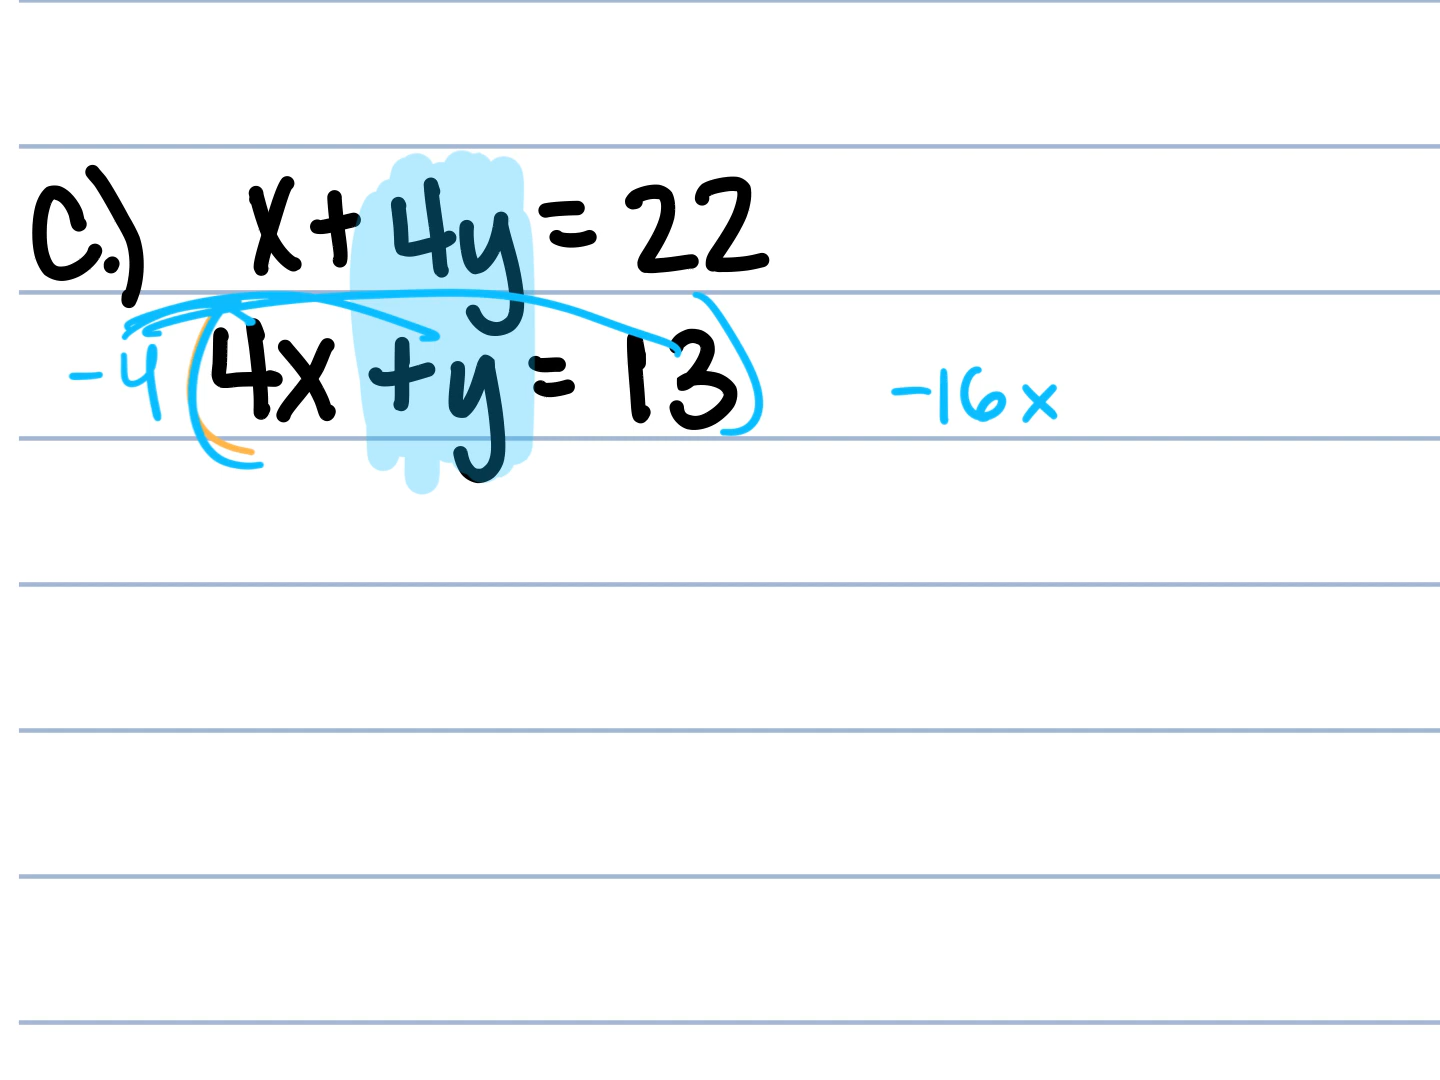 C.) x + 4y = 22
-4 (4x + y = 13) -16x